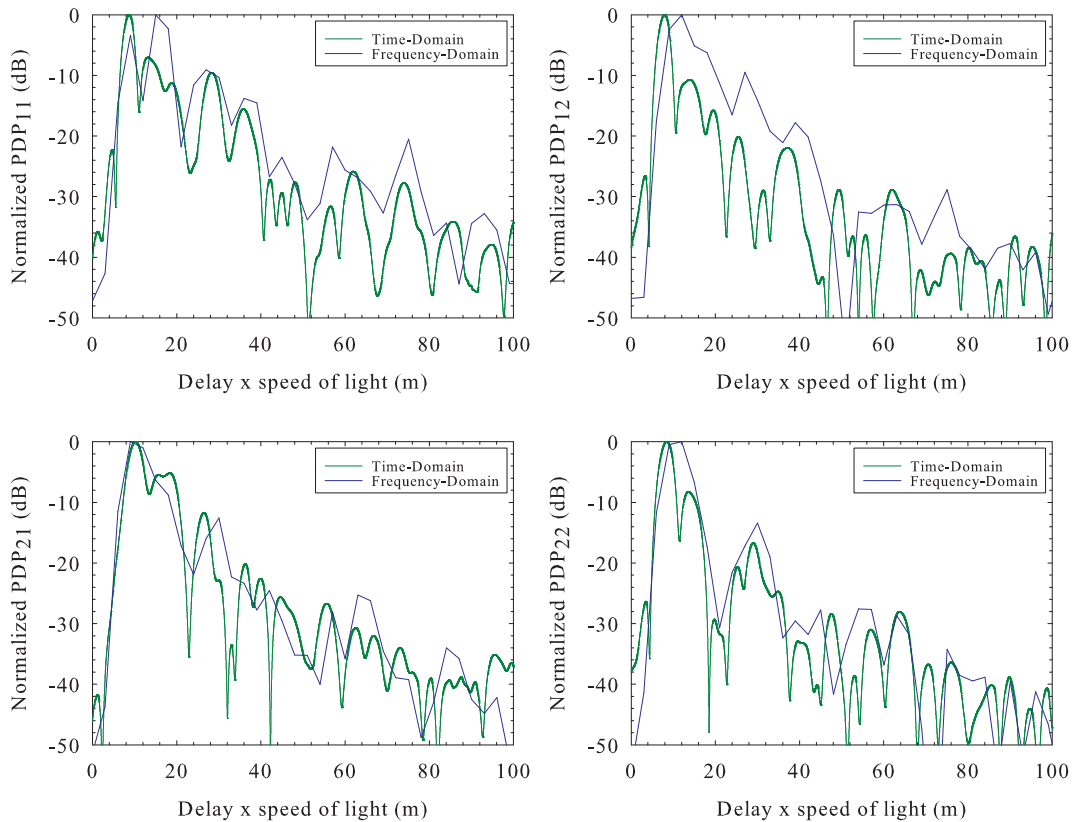 Normalized PDP11 (dB)
0
-10
-20
-30
-40
-50
Time-Domain
Frequency-Domain
0 20 40 60 80 100
Delay x speed of light (m)
Normalized PDP12 (dB)
0
-10
-20
-30
-40
-50
Time-Domain
Frequency-Domain
0 20 40 60 80 100
Delay x speed of light (m)
Normalized PDP21 (dB)
0
-10
-20
-30
-40
-50
Time-Domain
Frequency-Domain
0 20 40 60 80 100
Delay x speed of light (m)
Normalized PDP22 (dB)
0
-10
-20
-30
-40
-50
Time-Domain
Frequency-Domain
0 20 40 60 80 100
Delay x speed of light (m)